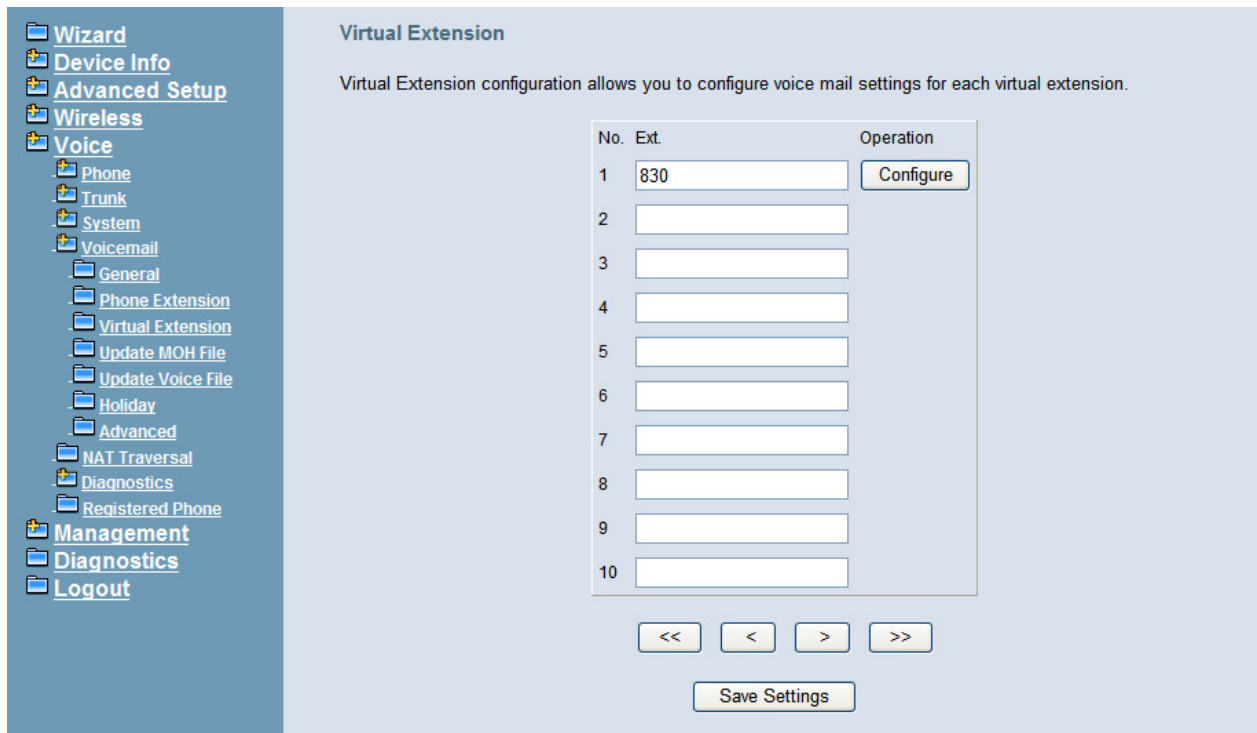 Wizard
Device Info
Advanced Setup
Wireless
Voice
Phone
Trunk
System
Voicemail
General
Phone Extension
Virtual Extension
Update MOH File
Update Voice File
Holiday
Advanced
NAT Traversal
Diagnostics
Registered Phone
Management
Diagnostics
Logout
Virtual Extension
Virtual Extension configuration allows you to configure voice mail settings for each virtual extension.
No. Ext. Operation
1 830 Configure
2
3
4
5
6
7
8
9
10
<< < > >>
Save Settings